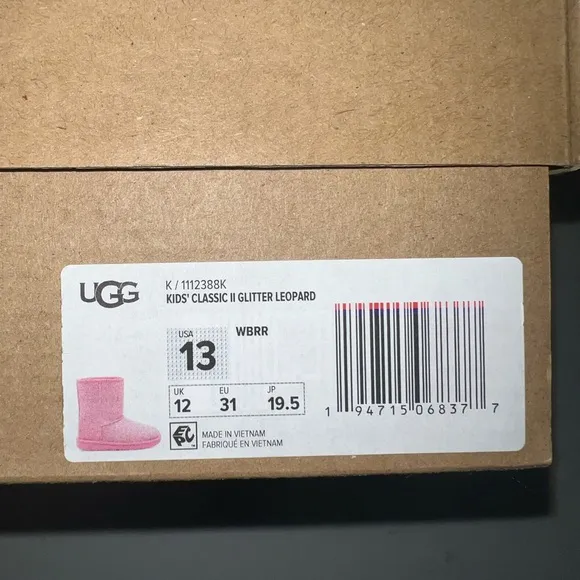 UGG
K / 1112388K
KIDS' CLASSIC II GLITTER LEOPARD
USA
13
WBRR
UK EU JP
12 31 19.5
MADE IN VIETNAM
FABRIQUÉ EN VIETNAM
1 94715 06837 7